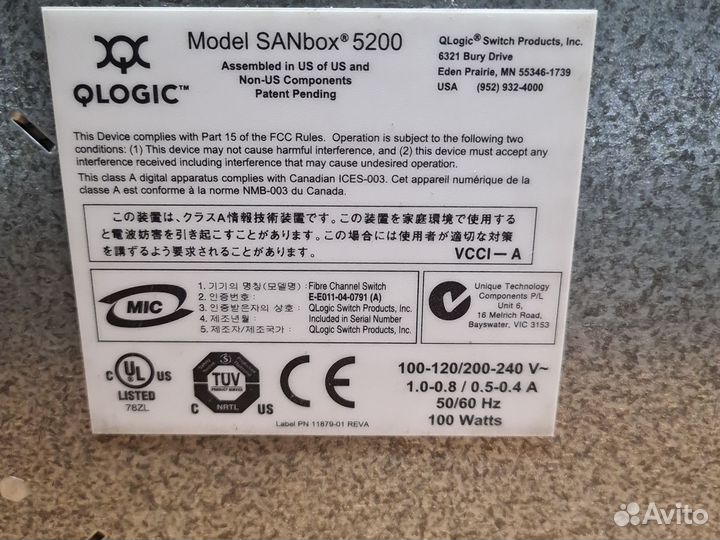 QLOGIC™
Model SANbox® 5200
Assembled in US of US and
Non-US Components
Patent Pending
QLogic® Switch Products, Inc.
6321 Bury Drive
Eden Prairie, MN 55346-1739
USA (952) 932-4000
This Device complies with Part 15 of the FCC Rules. Operation is subject to the following two
conditions: (1) This device may not cause harmful interference, and (2) this device must accept any
interference received including interference that may cause undesired operation.
This class A digital apparatus complies with Canadian ICES-003. Cet appareil numérique de la
classe A est conforme à la norme NMB-003 du Canada.
この装置は、クラスA情報技術装置です。この装置を家庭環境で使用する
と電波妨害を引き起こすことがあります。この場合には使用者が適切な対策
を講ずるよう要求されることがあります。
VCCI-A
MIC
1. 기기의 명칭(모델명): Fibre Channel Switch
2. 인증번호 : E-E011-04-0791 (A)
3. 인증받은자의 상호 : QLogic Switch Products, Inc.
4. 제조년월 : Included in Serial Number
5. 제조자/제조국가: QLogic Switch Products, Inc.
Unique Technology
Components P/L
Unit 6,
16 Melrich Road,
Bayswater, VIC 3153
C UL US
LISTED
78ZL
TÜV
PRODUCT SERVICE
NRTL
C US
CE
100-120/200-240 V~
1.0-0.8 / 0.5-0.4 A
50/60 Hz
100 Watts
Label PN 11879-01 REVA
Avito